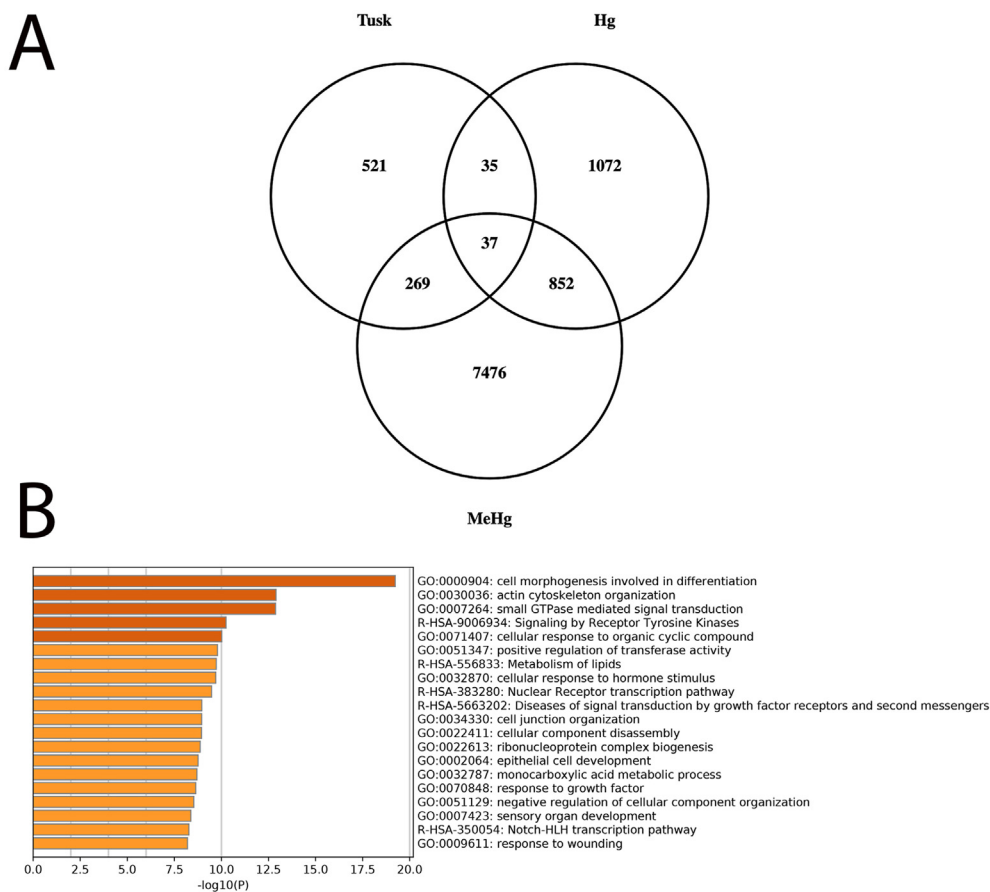 A
Tusk Hg
521 35 1072
37
269 852
7476
MeHg
B
GO:0000904: cell morphogenesis involved in differentiation
GO:0030036: actin cytoskeleton organization
GO:0007264: small GTPase mediated signal transduction
R-HSA-9006934: Signaling by Receptor Tyrosine Kinases
GO:0071407: cellular response to organic cyclic compound
GO:0051347: positive regulation of transferase activity
R-HSA-556833: Metabolism of lipids
GO:0032870: cellular response to hormone stimulus
R-HSA-383280: Nuclear Receptor transcription pathway
R-HSA-5663202: Diseases of signal transduction by growth factor receptors and second messengers
GO:0034330: cell junction organization
GO:0022411: cellular component disassembly
GO:0022613: ribonucleoprotein complex biogenesis
GO:0002064: epithelial cell development
GO:0032787: monocarboxylic acid metabolic process
GO:0070848: response to growth factor
GO:0051129: negative regulation of cellular component organization
GO:0007423: sensory organ development
R-HSA-350054: Notch-HLH transcription pathway
GO:0009611: response to wounding
0.0 2.5 5.0 7.5 10.0 12.5 15.0 17.5 20.0
-log10(P)